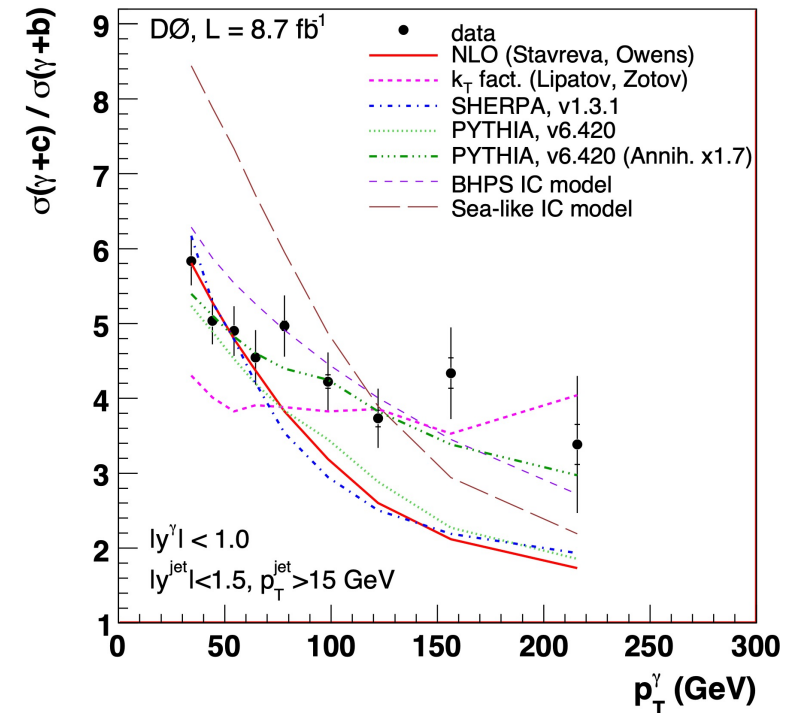 DØ, L = 8.7 fb⁻¹
data
NLO (Stavreva, Owens)
k_T fact. (Lipatov, Zotov)
SHERPA, v1.3.1
PYTHIA, v6.420
PYTHIA, v6.420 (Annih. x1.7)
BHPS IC model
Sea-like IC model
σ(γ+c) / σ(γ+b)
9
8
7
6
5
4
3
2
1
|y^γ| < 1.0
|y^jet|<1.5, p_T^jet>15 GeV
0 50 100 150 200 250 300
p_T^γ (GeV)